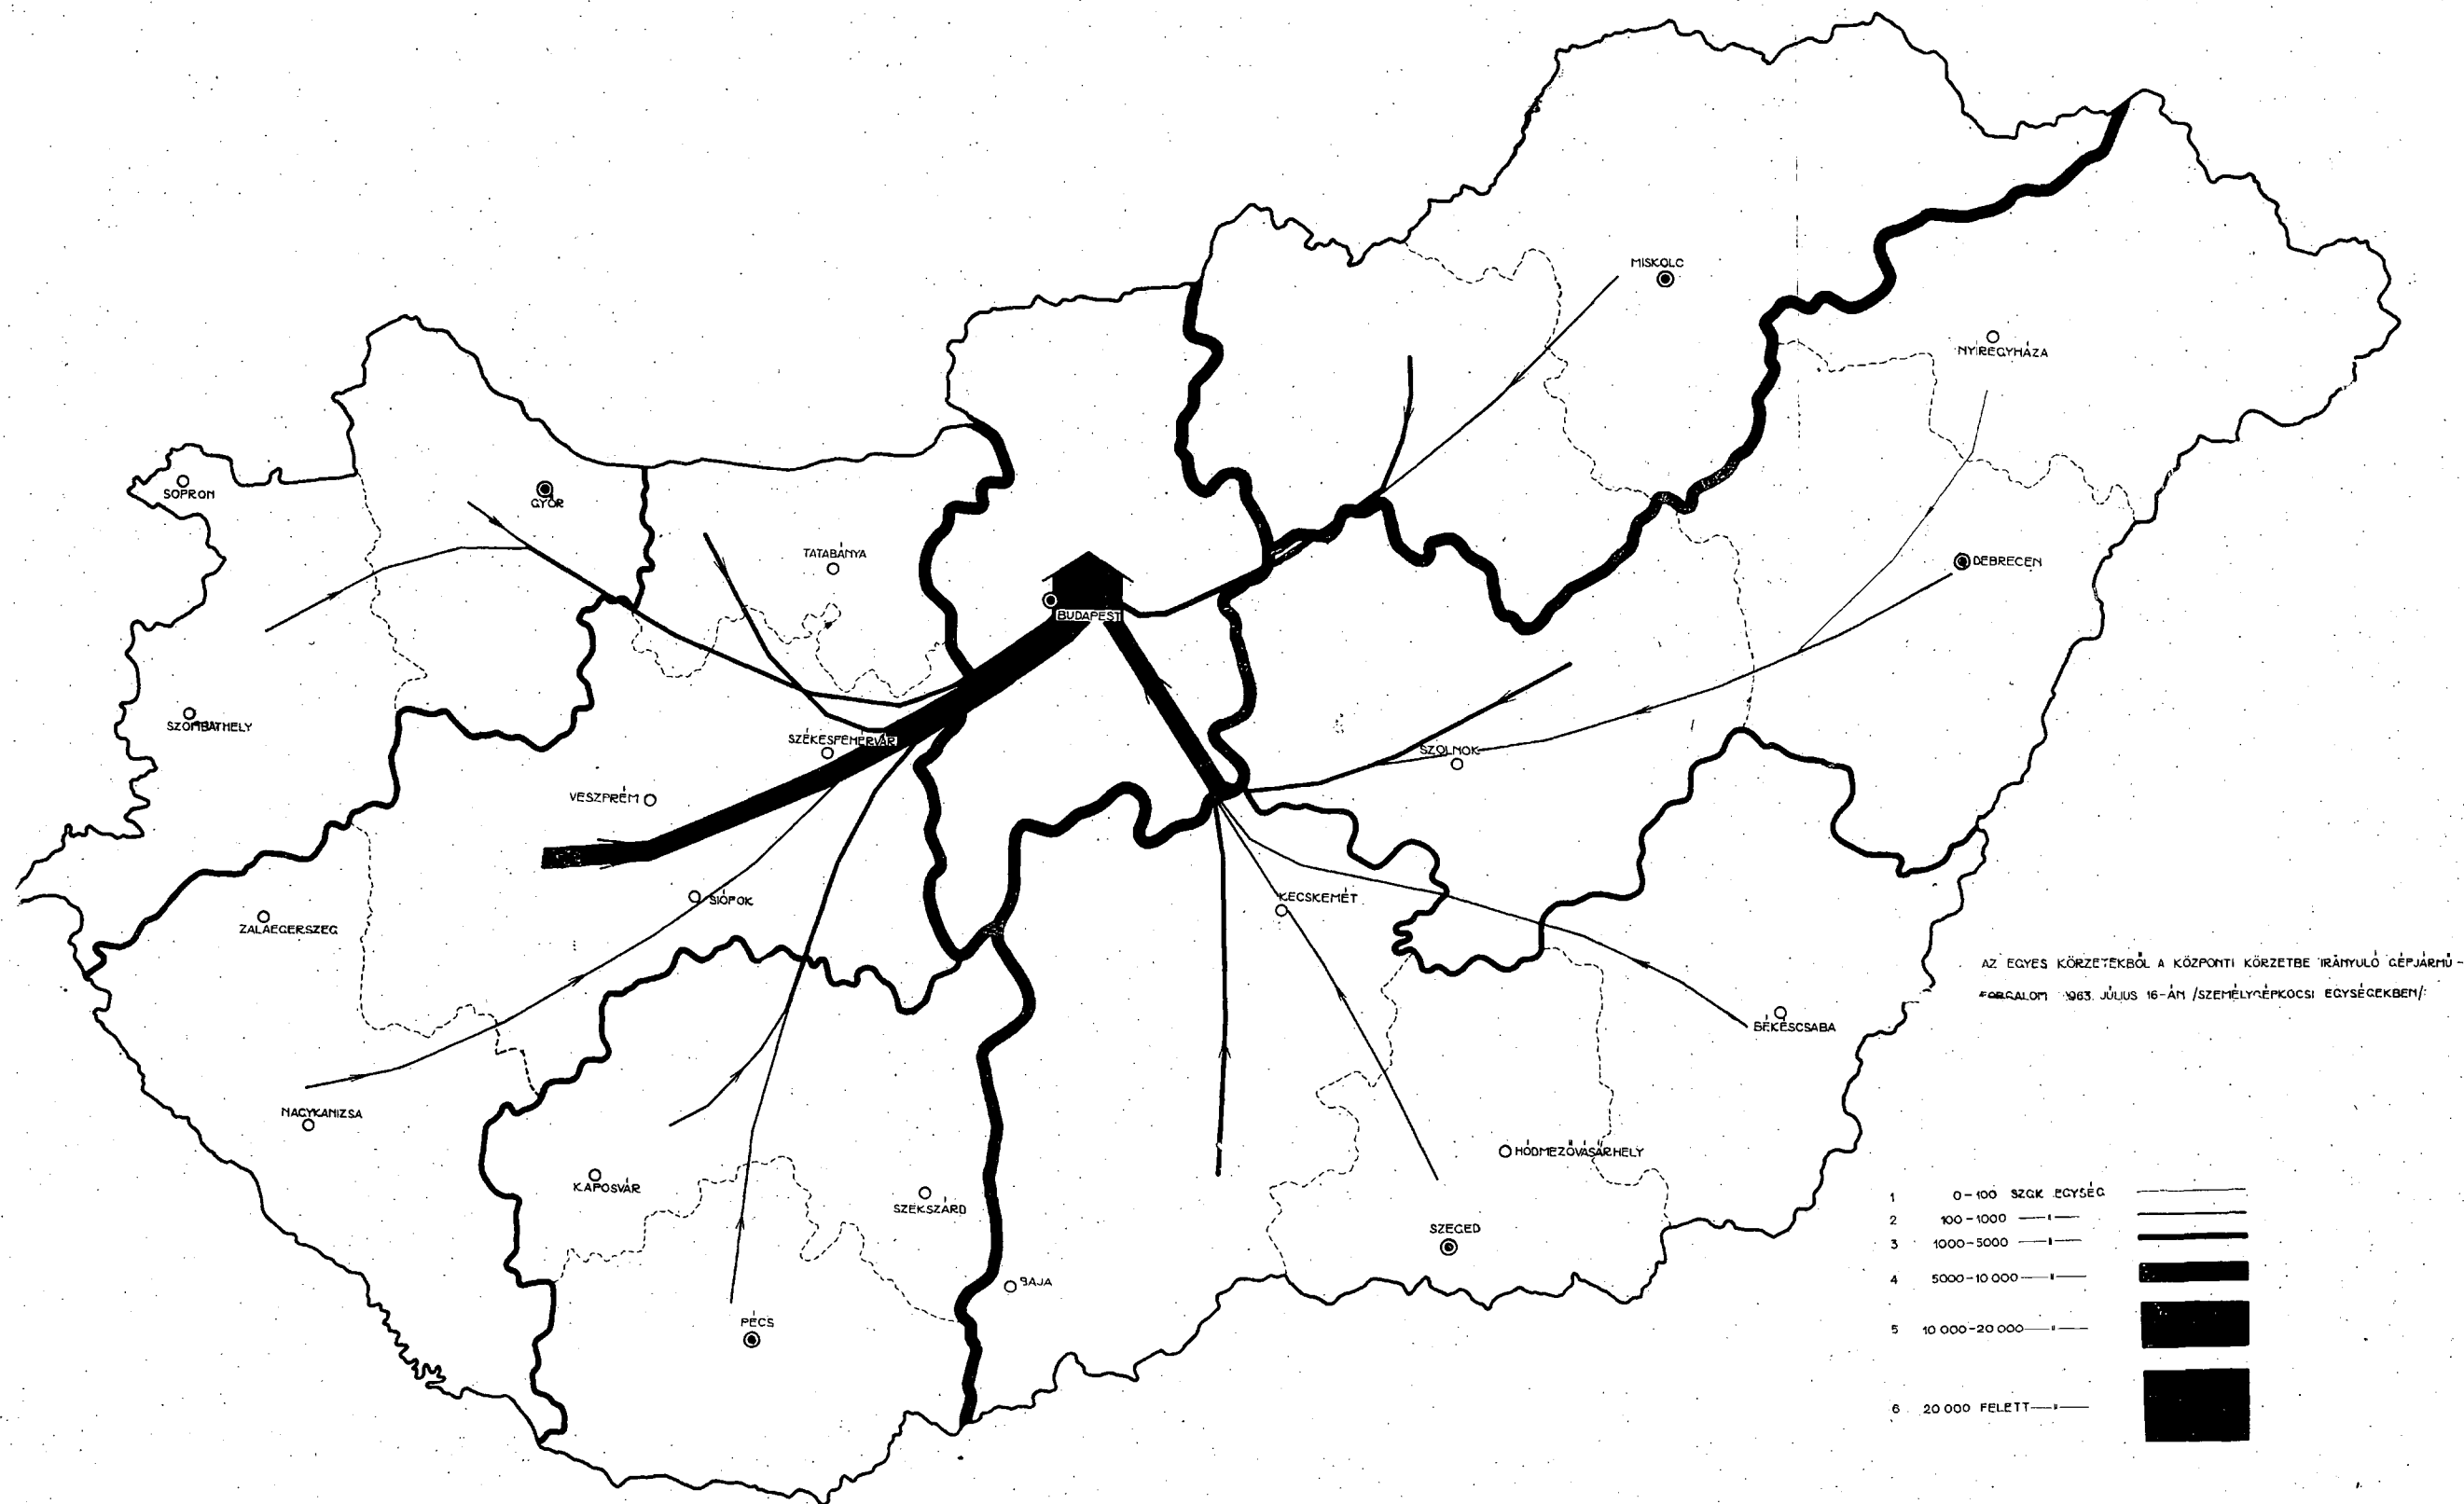 MISKOLC
NYÍREGYHÁZA
SOPRON
GYŐR
TATABÁNYA
DEBRECEN
BUDAPEST
SZOMBATHELY
SZÉKESFEHÉRVÁR
SZOLNOK
VESZPRÉM
SIÓFOK
KECSKEMÉT
ZALAEGERSZEG
AZ EGYES KÖRZETEKBŐL A KÖZPONTI KÖRZETBE IRÁNYULÓ GÉPJÁRMŰ-
FORGALOM 1963. JÚLIUS 16-ÁN /SZEMÉLYGÉPKOCSI EGYSÉGEKBEN/
BÉKÉSCSABA
NAGYKANIZSA
HÓDMEZŐVÁSÁRHELY
KAPOSVÁR
SZEKSZÁRD
SZEGED
BAJA
PÉCS
1 0-100 SZGK EGYSÉG
2 100-1000 —"—
3 1000-5000 —"—
4 5000-10 000 —"—
5 10 000-20 000 —"—
6 20 000 FELETT —"—